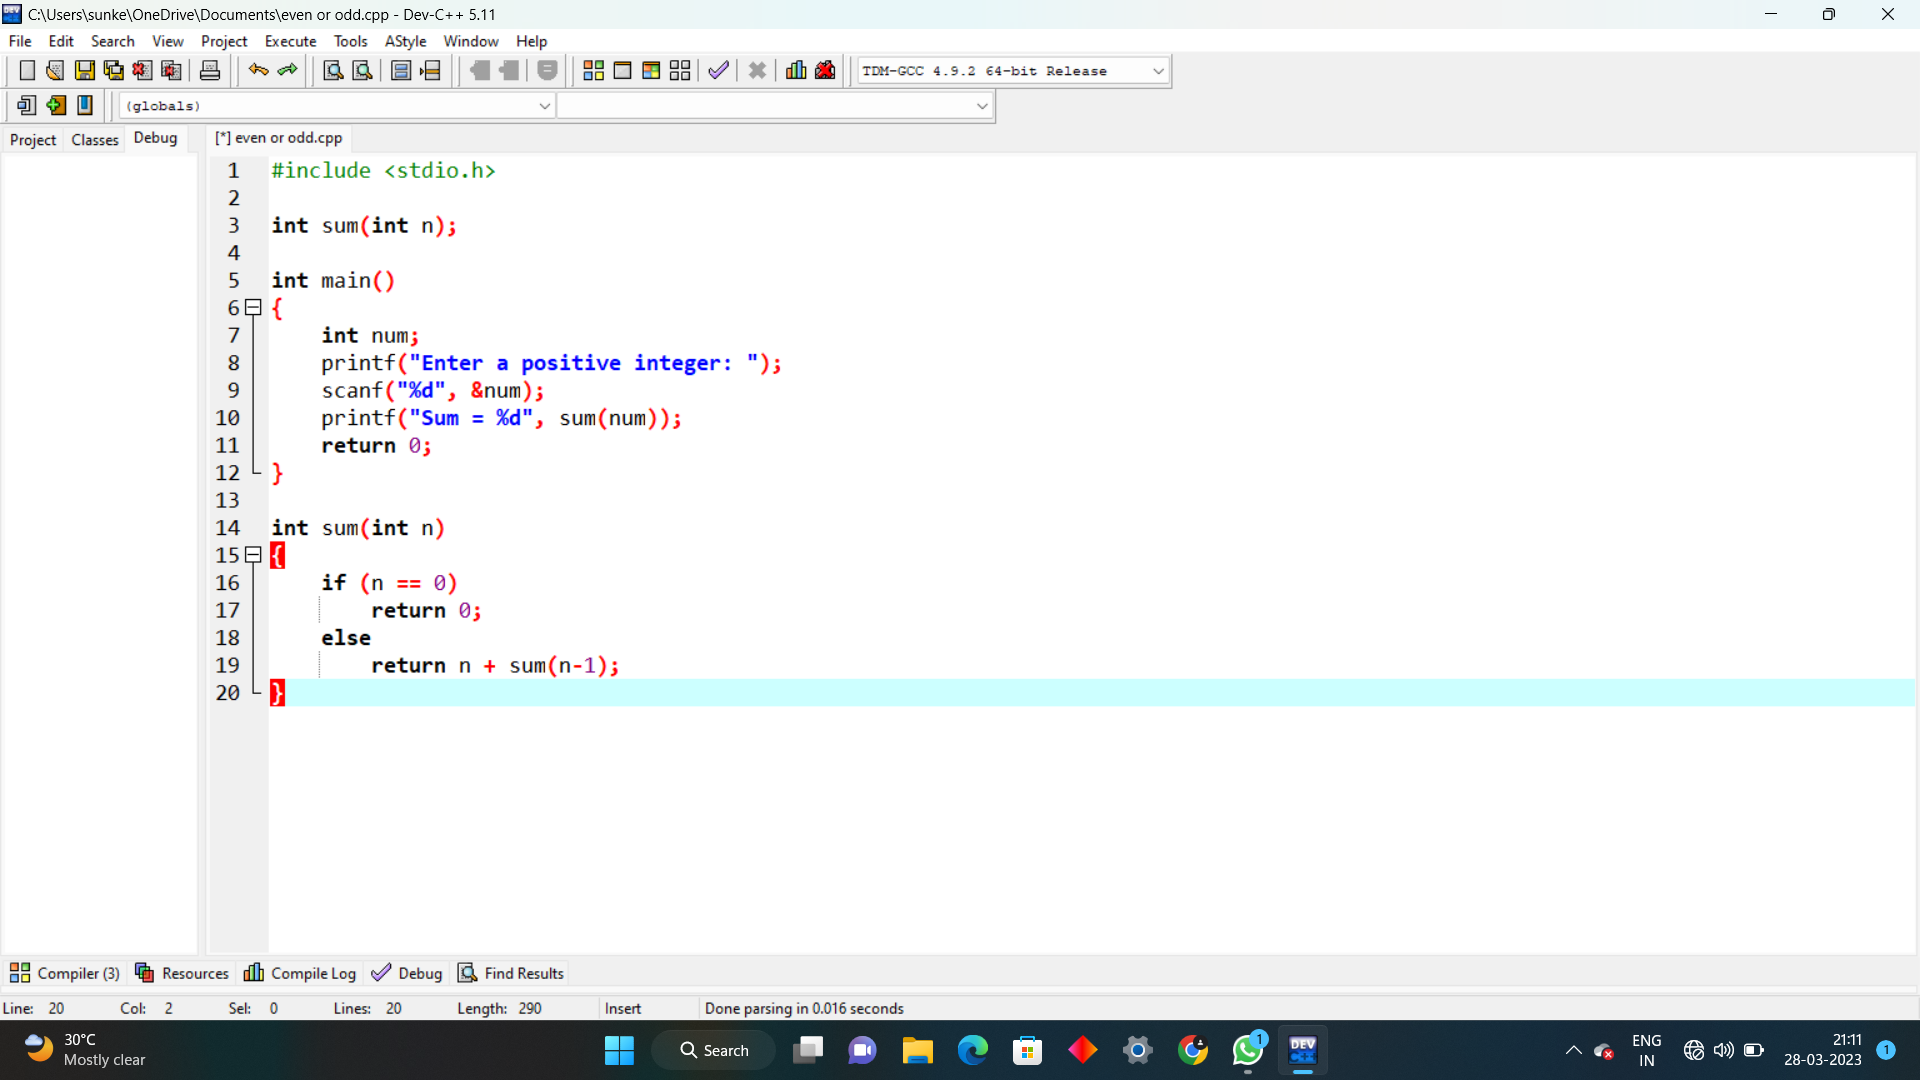 C:\Users\sunke\OneDrive\Documents\even or odd.cpp - Dev-C++ 5.11
File Edit Search View Project Execute Tools AStyle Window Help
TDM-GCC 4.9.2 64-bit Release
(globals)
Project Classes Debug [*] even or odd.cpp
1 #include <stdio.h>
2
3 int sum(int n);
4
5 int main()
6 {
7     int num;
8     printf("Enter a positive integer: ");
9     scanf("%d", &num);
10     printf("Sum = %d", sum(num));
11     return 0;
12 }
13
14 int sum(int n)
15 {
16     if (n == 0)
17         return 0;
18     else
19         return n + sum(n-1);
20 }
Compiler (3) Resources Compile Log Debug Find Results
Line: 20 Col: 2 Sel: 0 Lines: 20 Length: 290 Insert Done parsing in 0.016 seconds
30°C
Mostly clear
Search
1
DEV
C++
ENG
IN
21:11
28-03-2023
1